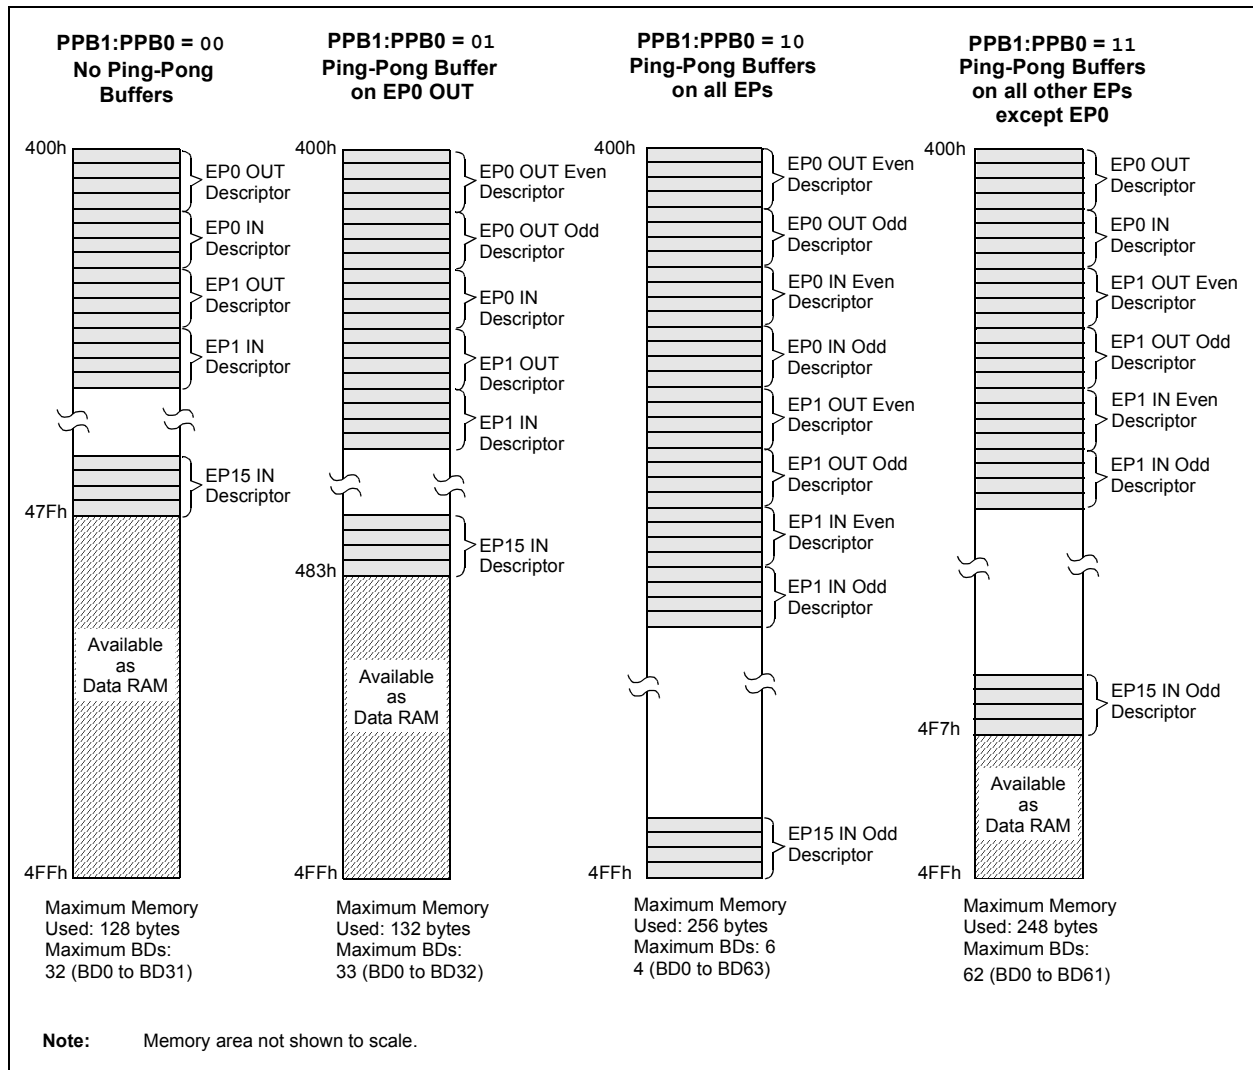 PPB1:PPB0 = 00
No Ping-Pong
Buffers
400h
EP0 OUT
Descriptor
EP0 IN
Descriptor
EP1 OUT
Descriptor
EP1 IN
Descriptor
EP15 IN
Descriptor
47Fh
Available
as
Data RAM
4FFh
Maximum Memory
Used: 128 bytes
Maximum BDs:
32 (BD0 to BD31)
PPB1:PPB0 = 01
Ping-Pong Buffer
on EP0 OUT
400h
EP0 OUT Even
Descriptor
EP0 OUT Odd
Descriptor
EP0 IN
Descriptor
EP1 OUT
Descriptor
EP1 IN
Descriptor
EP15 IN
Descriptor
483h
Available
as
Data RAM
4FFh
Maximum Memory
Used: 132 bytes
Maximum BDs:
33 (BD0 to BD32)
PPB1:PPB0 = 10
Ping-Pong Buffers
on all EPs
400h
EP0 OUT Even
Descriptor
EP0 OUT Odd
Descriptor
EP0 IN Even
Descriptor
EP0 IN Odd
Descriptor
EP1 OUT Even
Descriptor
EP1 OUT Odd
Descriptor
EP1 IN Even
Descriptor
EP1 IN Odd
Descriptor
EP15 IN Odd
Descriptor
4FFh
Maximum Memory
Used: 256 bytes
Maximum BDs: 6
4 (BD0 to BD63)
PPB1:PPB0 = 11
Ping-Pong Buffers
on all other EPs
except EP0
400h
EP0 OUT
Descriptor
EP0 IN
Descriptor
EP1 OUT Even
Descriptor
EP1 OUT Odd
Descriptor
EP1 IN Even
Descriptor
EP1 IN Odd
Descriptor
EP15 IN Odd
Descriptor
4F7h
Available
as
Data RAM
4FFh
Maximum Memory
Used: 248 bytes
Maximum BDs:
62 (BD0 to BD61)
Note: Memory area not shown to scale.